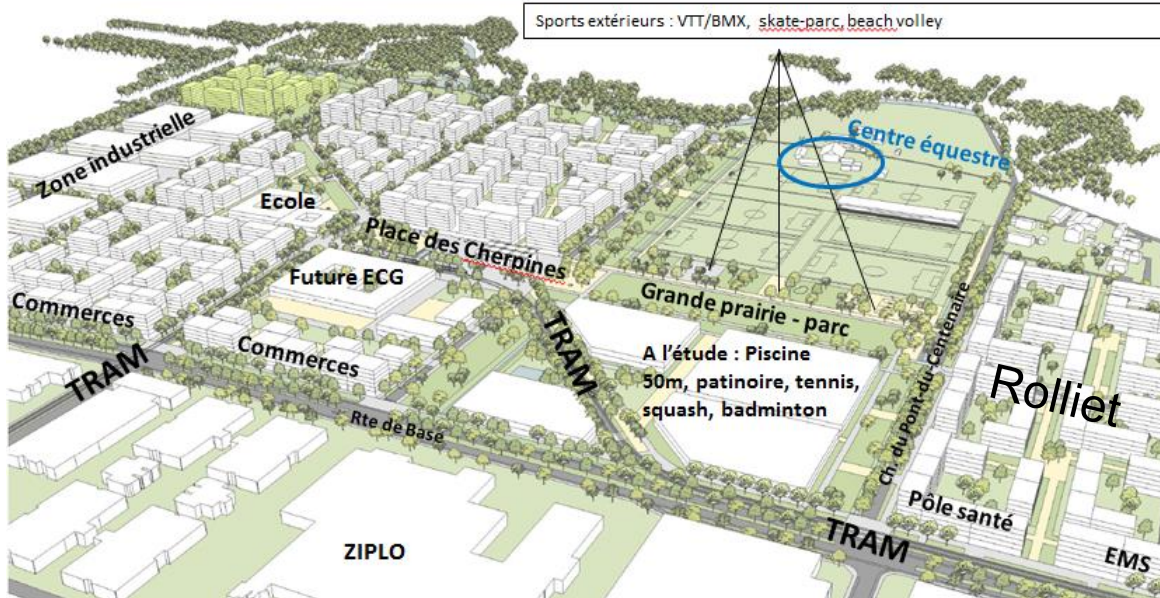 Sports extérieurs : VTT/BMX, skate-parc, beach volley
Centre équestre
Zone industrielle
Ecole
Place des Cherpines
Future ECG
Grande prairie - parc
Commerces
TRAM
Commerces
TRAM
A l'étude : Piscine
50m, patinoire, tennis,
squash, badminton
Ch. du Pont-du-Centenaire
Rolliet
Rte de Basé
Pôle santé
TRAM
EMS
ZIPLO